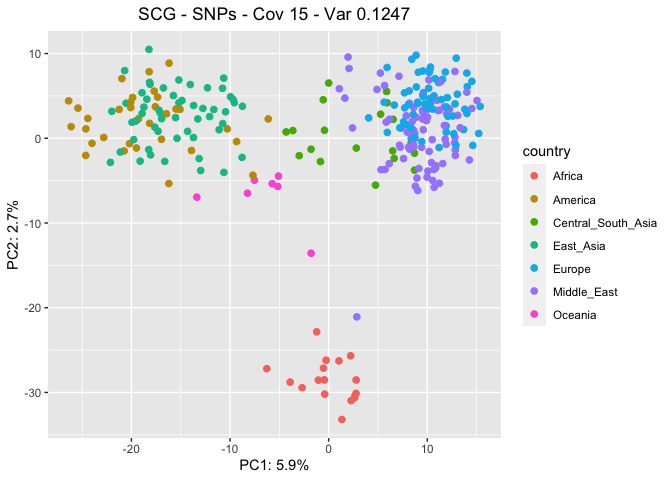 SCG - SNPs - Cov 15 - Var 0.1247
10
0
-10
-20
-30
PC2: 2.7%
-20
-10
0
10
PC1: 5.9%
country
Africa
America
Central_South_Asia
East_Asia
Europe
Middle_East
Oceania